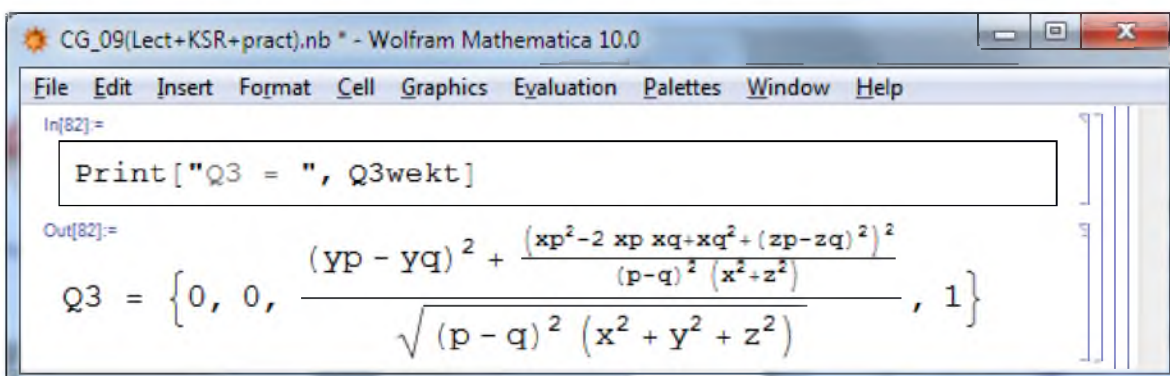 CG_09(Lect+KSR+pract).nb * - Wolfram Mathematica 10.0
File Edit Insert Format Cell Graphics Evaluation Palettes Window Help
In[82]:=
Print["Q3 = ", Q3wekt]
Out[82]:=
Q3 = {0, 0, ((yp - yq)^2 + (xp^2-2 xp xq+xq^2+(zp-zq)^2)^2/((p-q)^2 (x^2+z^2)))/√((p - q)^2 (x^2 + y^2 + z^2)), 1}